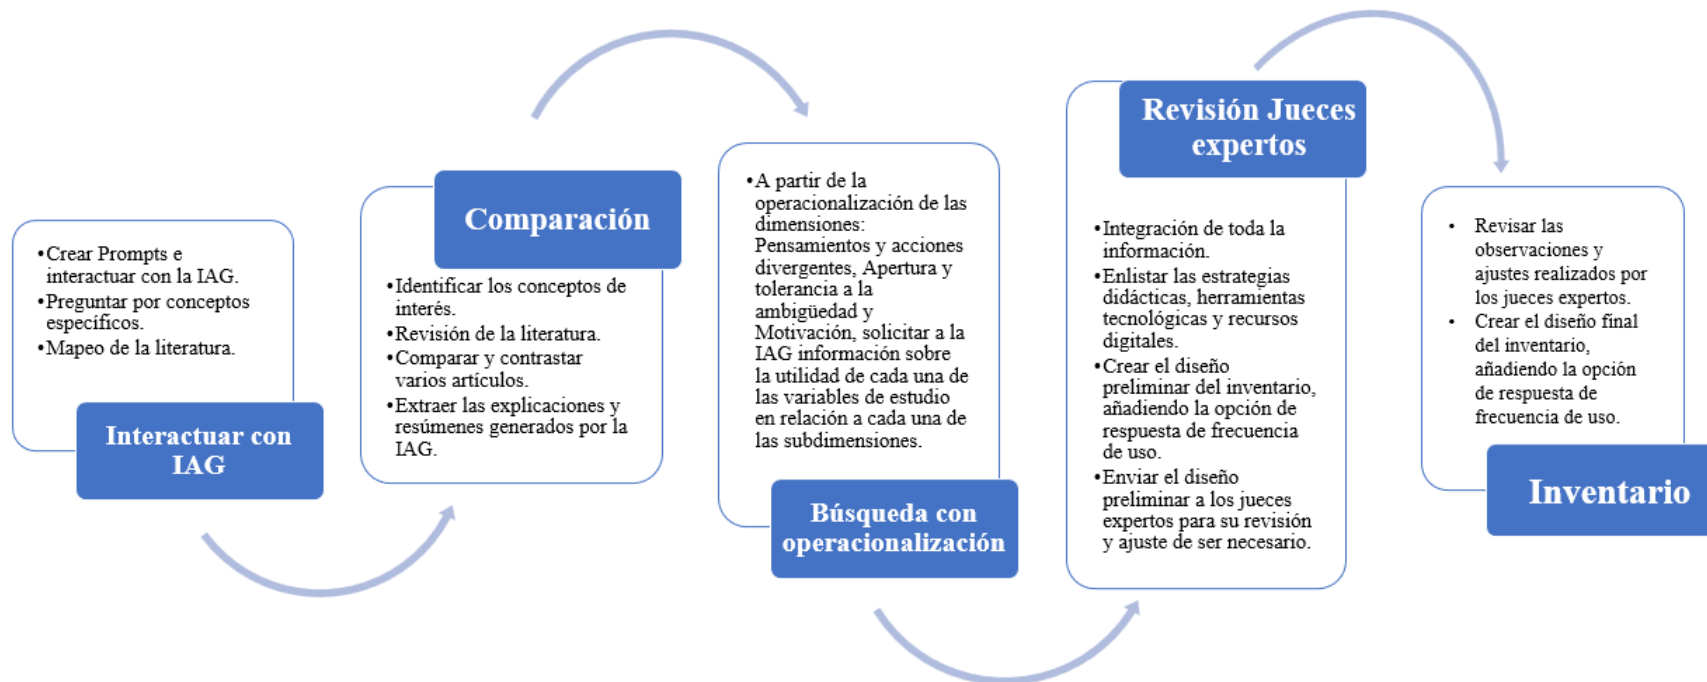 •Crear Prompts e
interactuar con la IAG.
•Preguntar por conceptos
específicos.
•Mapeo de la literatura.
Interactuar con
IAG
Comparación
•Identificar los conceptos de
interés.
•Revisión de la literatura.
•Comparar y contrastar
varios artículos.
•Extraer las explicaciones y
resúmenes generados por la
IAG.
•A partir de la
operacionalización de las
dimensiones:
Pensamientos y acciones
divergentes, Apertura y
tolerancia a la
ambigüedad y
Motivación, solicitar a la
IAG información sobre
la utilidad de cada una de
las variables de estudio
en relación a cada una de
las subdimensiones.
Búsqueda con
operacionalización
Revisión Jueces
expertos
•Integración de toda la
información.
•Enlistar las estrategias
didácticas, herramientas
tecnológicas y recursos
digitales.
•Crear el diseño
preliminar del inventario,
añadiendo la opción de
respuesta de frecuencia
de uso.
•Enviar el diseño
preliminar a los jueces
expertos para su revisión
y ajuste de ser necesario.
• Revisar las
observaciones y
ajustes realizados por
los jueces expertos.
• Crear el diseño final
del inventario,
añadiendo la opción
de respuesta de
frecuencia de uso.
Inventario